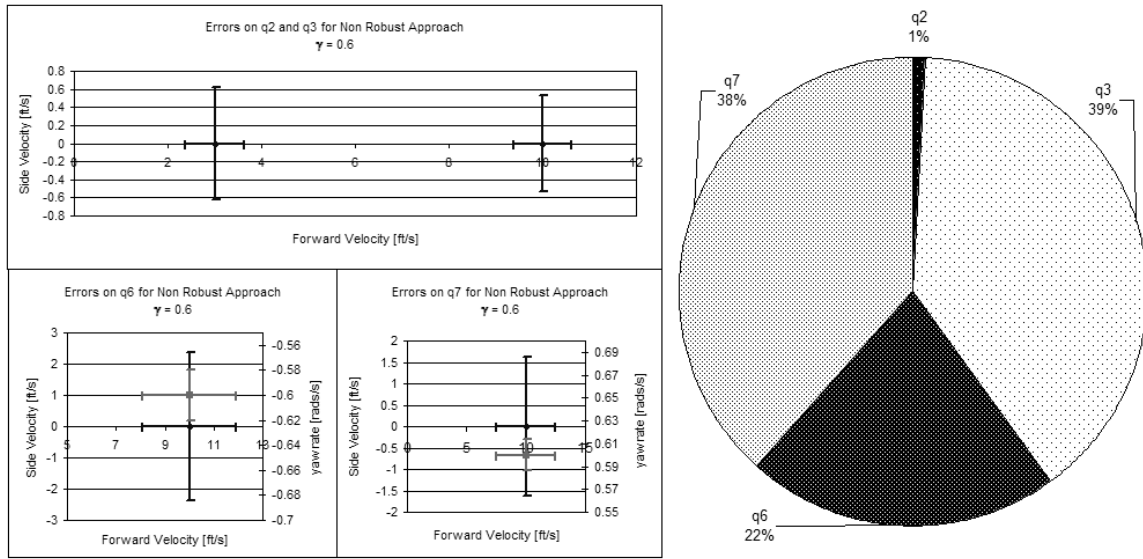 Errors on q2 and q3 for Non Robust Approach
γ = 0.6
Side Velocity [ft/s]
0.8
0.6
0.4
0.2
0
-0.2
-0.4
-0.6
-0.8
0 2 4 6 8 10 12
Forward Velocity [ft/s]
Errors on q6 for Non Robust Approach
γ = 0.6
Side Velocity [ft/s]
3
2
1
0
-1
-2
-3
5 7 9 11 13
-0.56
-0.58
-0.6
-0.62
-0.64
-0.66
-0.68
-0.7
yaw rate [rads/s]
Forward Velocity [ft/s]
Errors on q7 for Non Robust Approach
γ = 0.6
Side Velocity [ft/s]
2
1.5
1
0.5
0
-0.5
-1
-1.5
-2
0 5 10 15
0.69
0.67
0.65
0.63
0.61
0.59
0.57
0.55
yaw rate [rads/s]
Forward Velocity [ft/s]
q2
1%
q3
39%
q6
22%
q7
38%